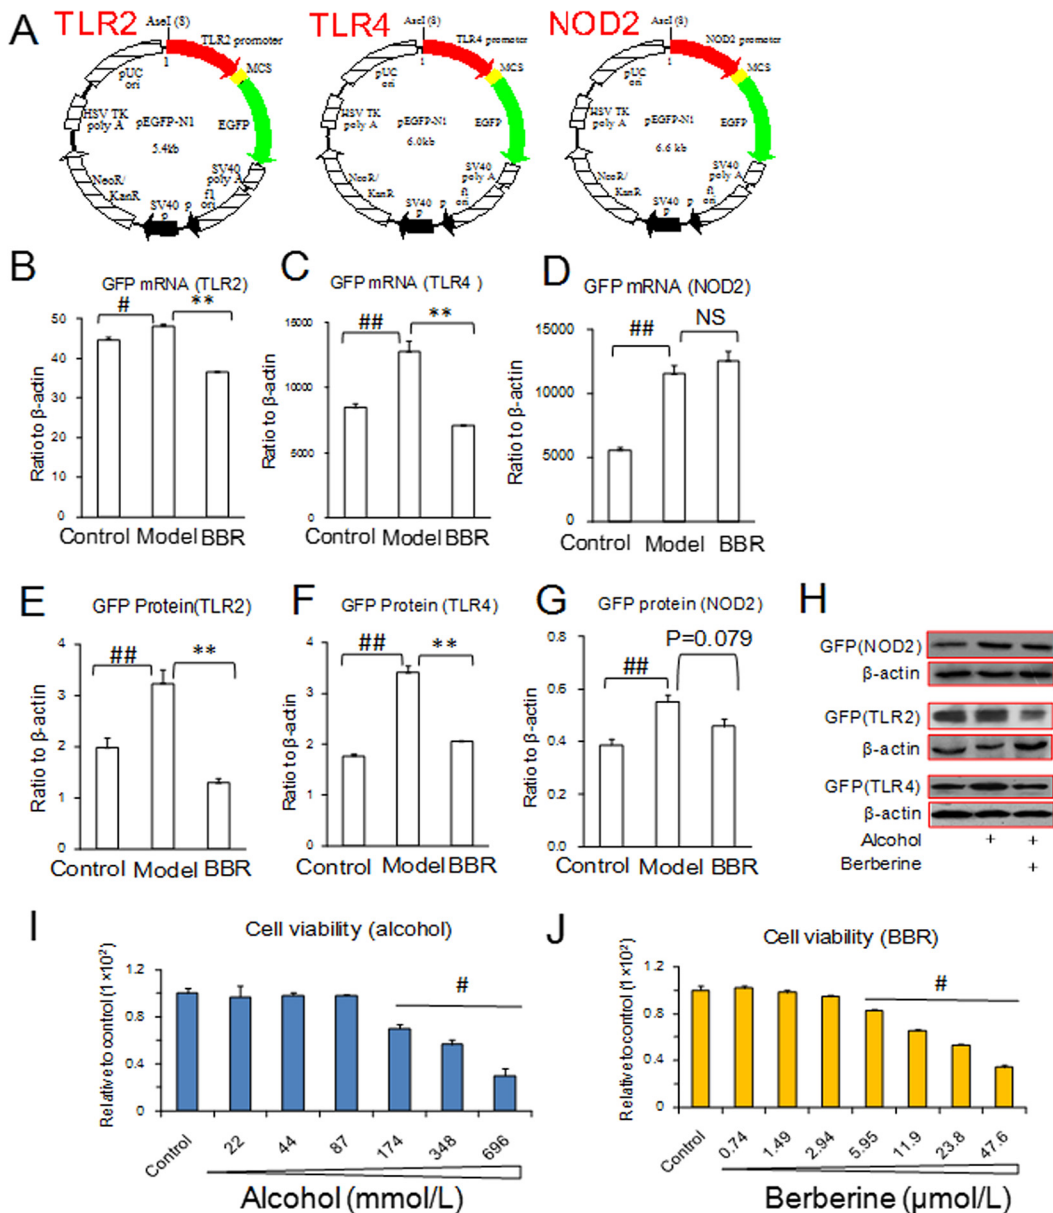 A
TLR2
AseI (8)
TLR2 promoter
1
MCS
pUC
ori
HSV TK
poly A
pEGFP-N1
EGFP
5.4kb
SV40
poly A
NeoR/
KanR
f1
ori
SV40 p
p
TLR4
AseI (8)
TLR4 promoter
1
MCS
pUC
ori
HSV TK
poly A
pEGFP-N1
EGFP
6.0kb
SV40
poly A
NeoR/
KanR
f1
ori
SV40 p
p
NOD2
AseI (8)
NOD2 promoter
1
MCS
pUC
ori
HSV TK
poly A
pEGFP-N1
EGFP
6.6 kb
SV40
poly A
NeoR/
KanR
f1
ori
SV40 p
p
B
GFP mRNA (TLR2)
# **
Ratio to β-actin
50
40
30
20
10
0
Control Model BBR
C
GFP mRNA (TLR4 )
## **
Ratio to β-actin
15000
10000
5000
0
Control Model BBR
D
GFP mRNA (NOD2)
## NS
Ratio to β-actin
15000
10000
5000
0
Control Model BBR
E
GFP Protein(TLR2)
## **
Ratio to β-actin
4
3
2
1
0
Control Model BBR
F
GFP Protein (TLR4)
## **
Ratio to β-actin
4
3
2
1
0
Control Model BBR
G
GFP protein (NOD2)
## P=0.079
Ratio to β-actin
0.8
0.6
0.4
0.2
0.0
Control Model BBR
H
GFP(NOD2)
β-actin
GFP(TLR2)
β-actin
GFP(TLR4)
β-actin
Alcohol + +
Berberine +
I
Cell viability (alcohol)
#
Relative to control (1 ×10²)
1.2
0.8
0.4
0
Control 22 44 87 174 348 696
Alcohol (mmol/L)
J
Cell viability (BBR)
#
Relative to control (1 ×10²)
1.2
0.8
0.4
0
Control 0.74 1.49 2.94 5.95 11.9 23.8 47.6
Berberine (μmol/L)